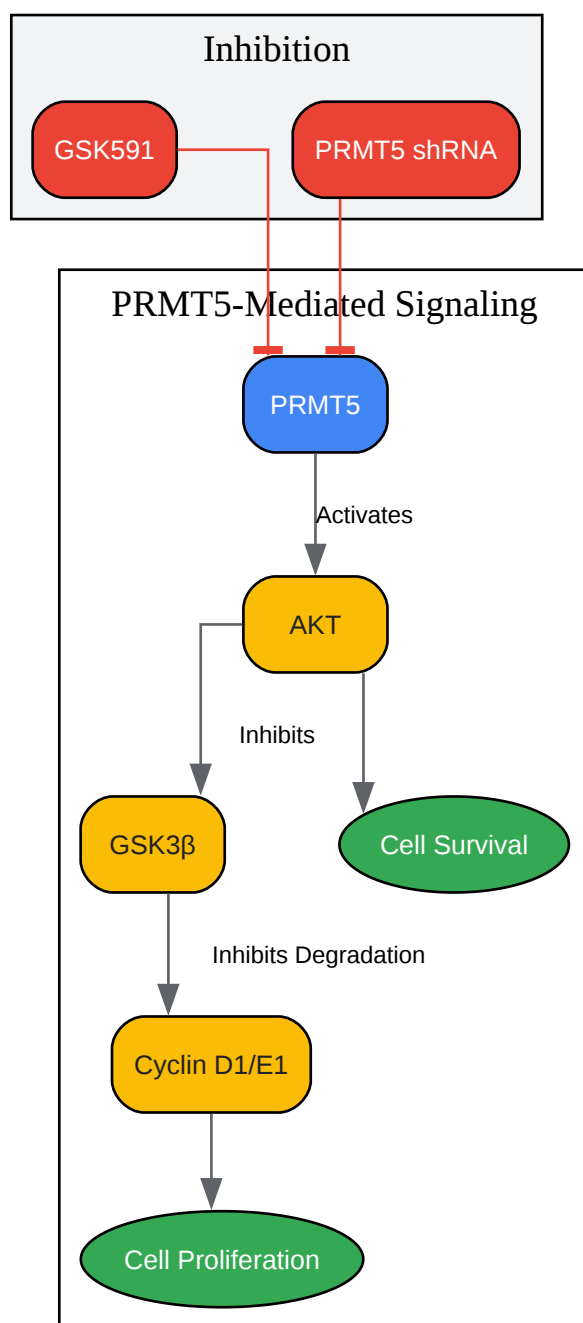 Inhibition
GSK591
PRMT5 shRNA
PRMT5-Mediated Signaling
PRMT5
Activates
AKT
Inhibits
GSK3β
Cell Survival
Inhibits Degradation
Cyclin D1/E1
Cell Proliferation